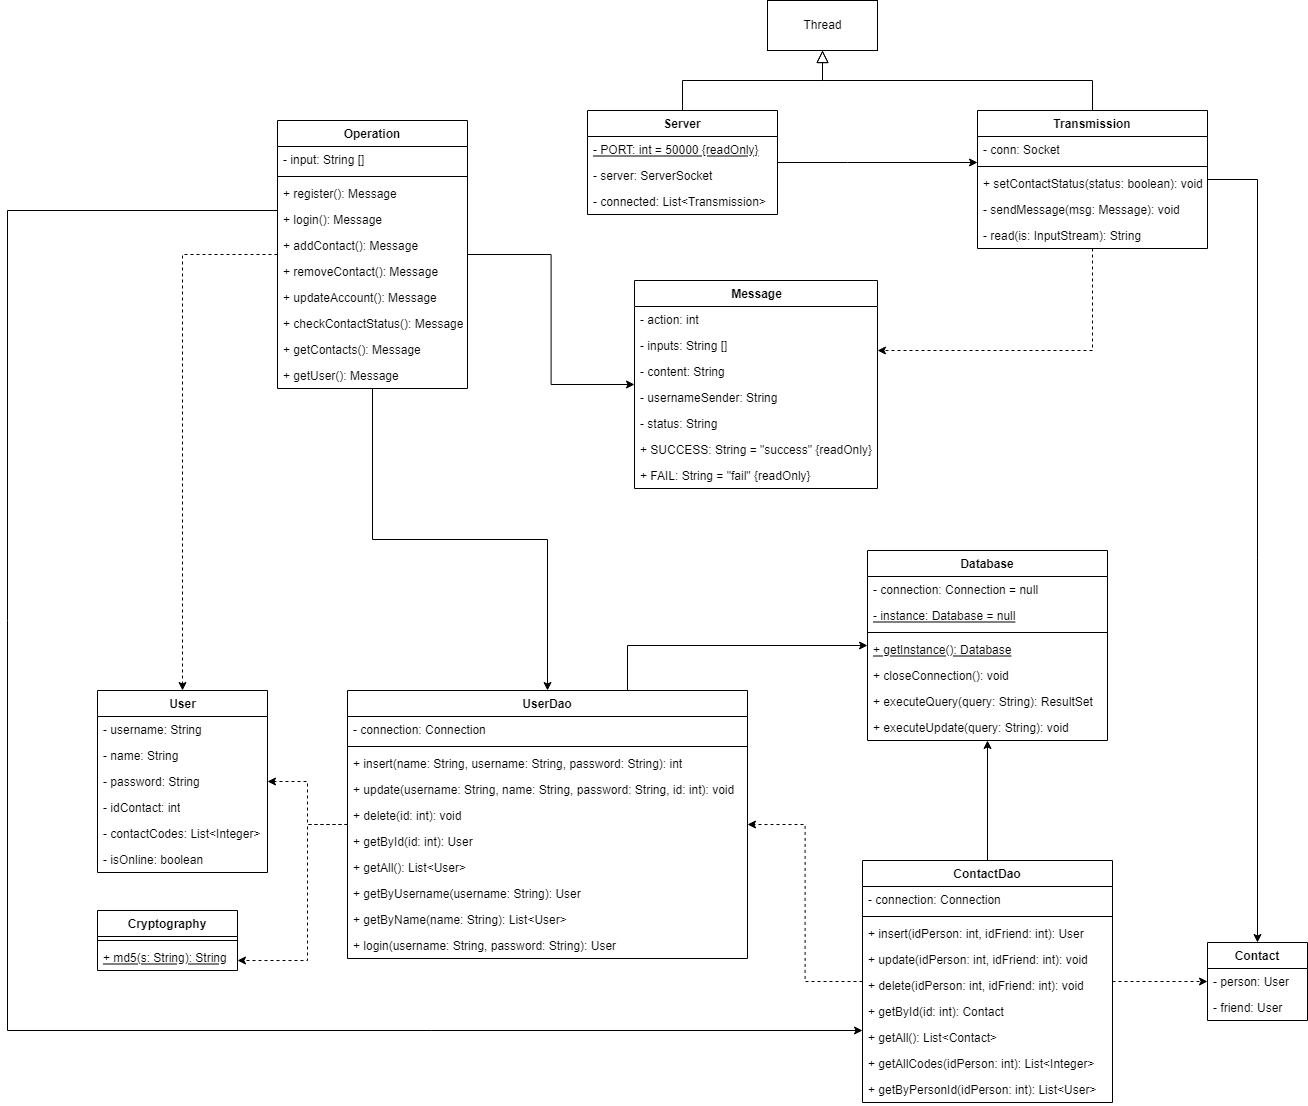 Thread
Server
- PORT: int = 50000 {readOnly}
- server: ServerSocket
- connected: List<Transmission>
Transmission
- conn: Socket
+ setContactStatus(status: boolean): void
- sendMessage(msg: Message): void
- read(is: InputStream): String
Operation
- input: String []
+ register(): Message
+ login(): Message
+ addContact(): Message
+ removeContact(): Message
+ updateAccount(): Message
+ checkContactStatus(): Message
+ getContacts(): Message
+ getUser(): Message
Message
- action: int
- inputs: String []
- content: String
- usernameSender: String
- status: String
+ SUCCESS: String = "success" {readOnly}
+ FAIL: String = "fail" {readOnly}
Database
- connection: Connection = null
- instance: Database = null
+ getInstance(): Database
+ closeConnection(): void
+ executeQuery(query: String): ResultSet
+ executeUpdate(query: String): void
User
- username: String
- name: String
- password: String
- idContact: int
- contactCodes: List<Integer>
- isOnline: boolean
UserDao
- connection: Connection
+ insert(name: String, username: String, password: String): int
+ update(username: String, name: String, password: String, id: int): void
+ delete(id: int): void
+ getById(id: int): User
+ getAll(): List<User>
+ getByUsername(username: String): User
+ getByName(name: String): List<User>
+ login(username: String, password: String): User
Cryptography
+ md5(s: String): String
ContactDao
- connection: Connection
+ insert(idPerson: int, idFriend: int): User
+ update(idPerson: int, idFriend: int): void
+ delete(idPerson: int, idFriend: int): void
+ getById(id: int): Contact
+ getAll(): List<Contact>
+ getAllCodes(idPerson: int): List<Integer>
+ getByPersonId(idPerson: int): List<User>
Contact
- person: User
- friend: User